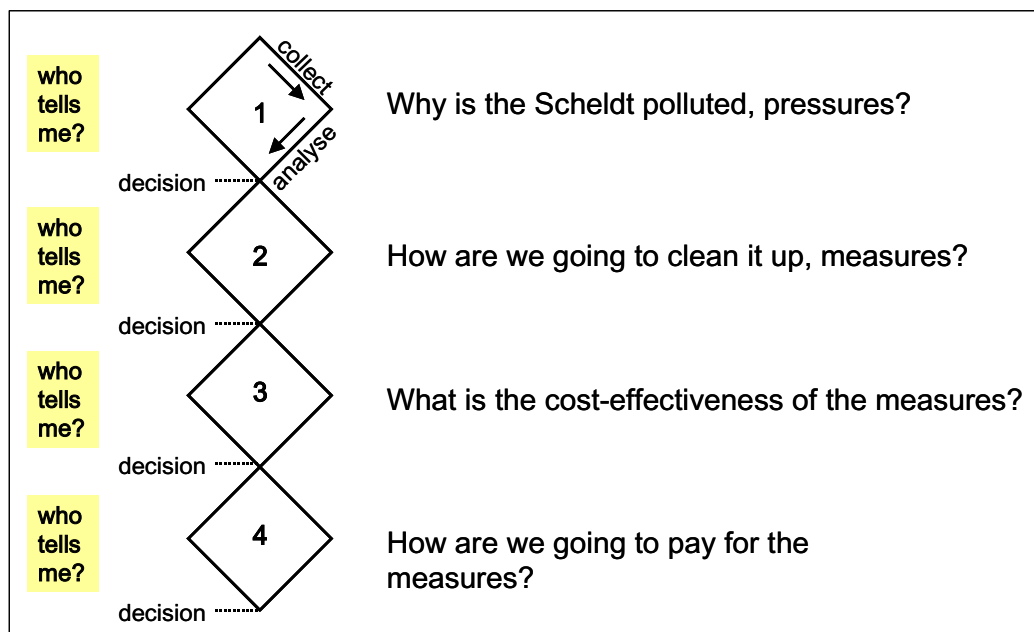 who
tells
me?
collect
1
analyse
Why is the Scheldt polluted, pressures?
decision
who
tells
me?
2
How are we going to clean it up, measures?
decision
who
tells
me?
3
What is the cost-effectiveness of the measures?
decision
who
tells
me?
4
How are we going to pay for the
measures?
decision